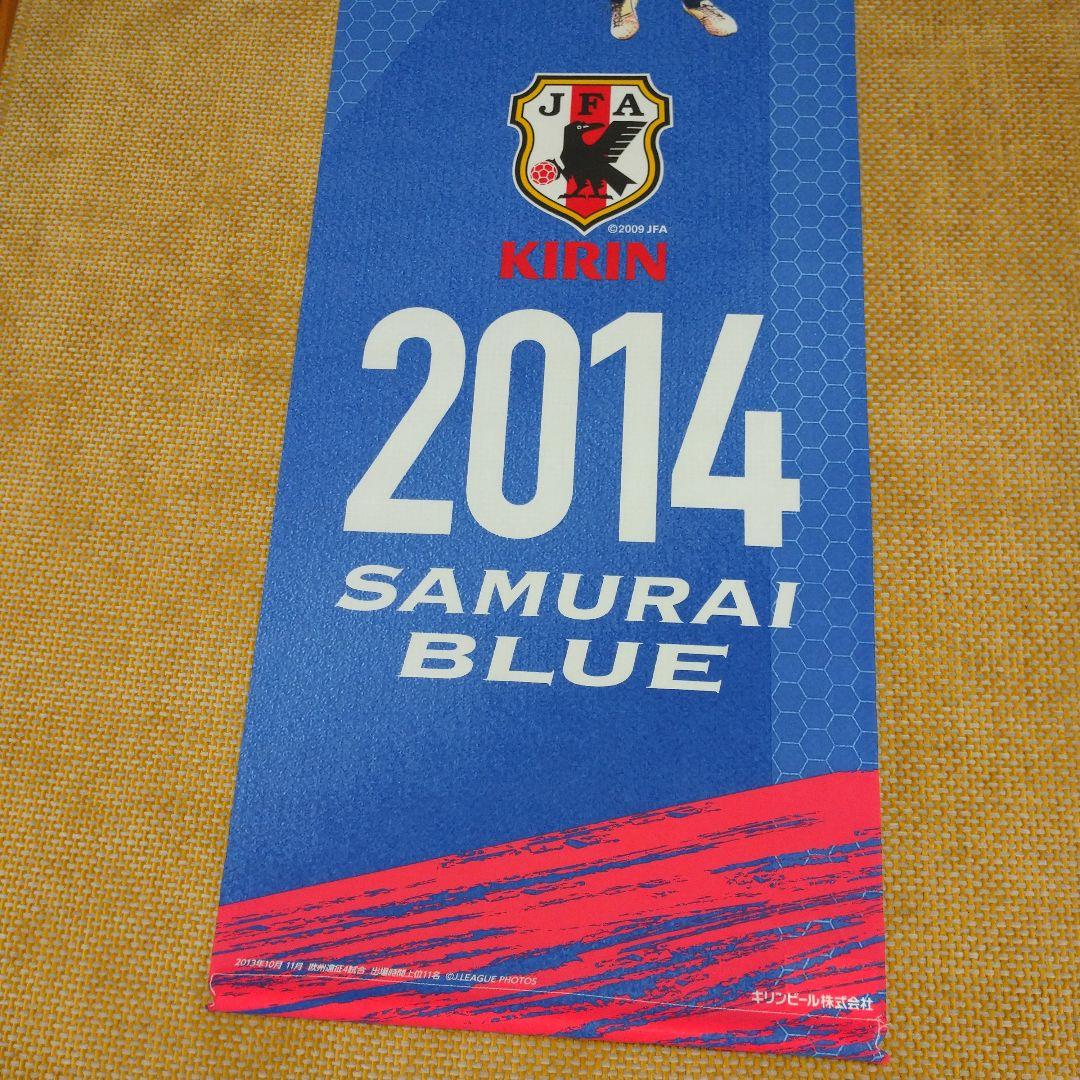 JFA
©2009 JFA
KIRIN
2014
SAMURAI
BLUE
2013年10月 11月 欧州遠征4試合 出場時間上位11名 ©J.LEAGUE PHOTOS
キリンビール株式会社